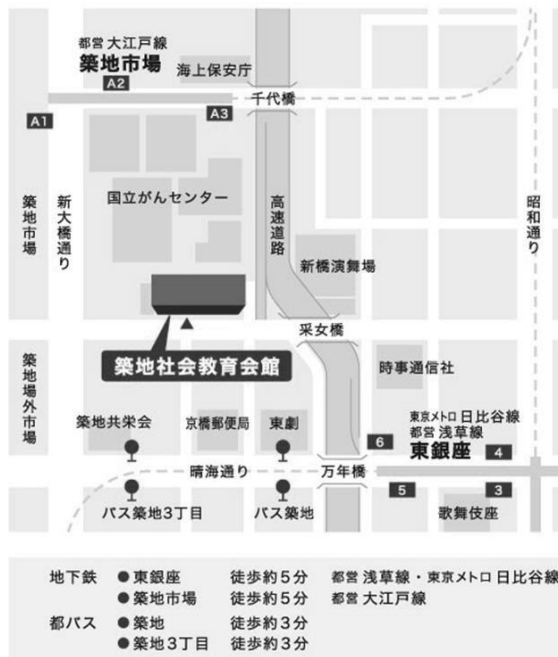 都営 大江戸線
築地市場
A2
海上保安庁
A1
A3
千代橋
築地市場
新大橋通り
国立がんセンター
高速道路
昭和通り
新橋演舞場
采女橋
築地社会教育会館
築地場外市場
時事通信社
築地共栄会
京橋郵便局
東劇
東京メトロ 日比谷線
都営 浅草線
東銀座
6
4
晴海通り
万年橋
5
3
バス築地3丁目
バス築地
歌舞伎座
地下鉄 ●東銀座 徒歩約5分 都営 浅草線・東京メトロ 日比谷線
●築地市場 徒歩約5分 都営 大江戸線
都バス ●築地 徒歩約3分
●築地3丁目 徒歩約3分